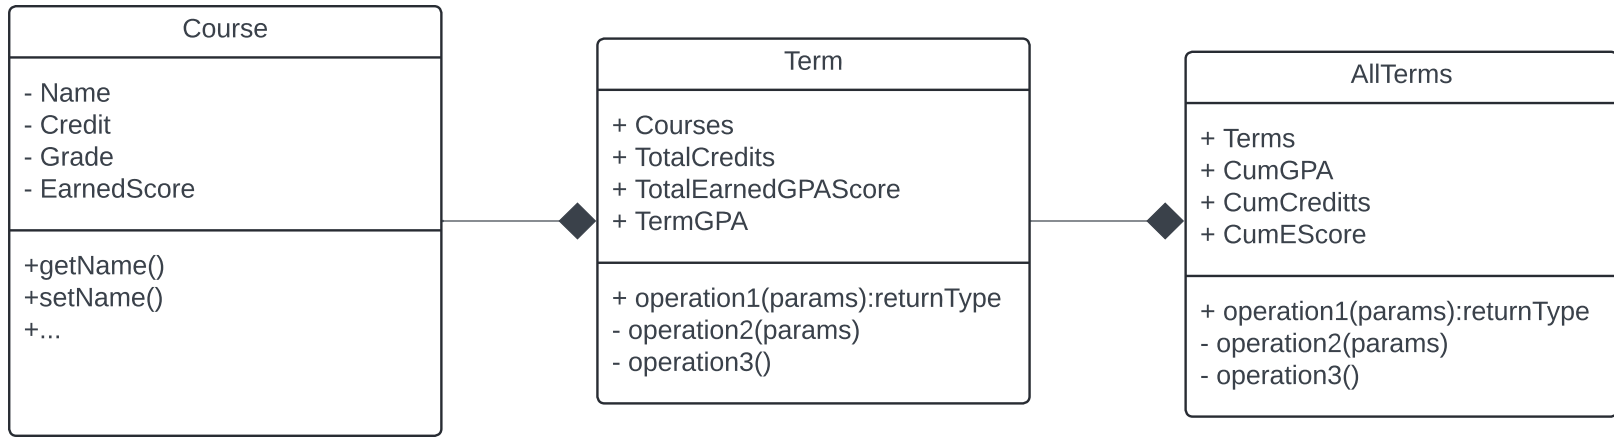 Course
- Name
- Credit
- Grade
- EarnedScore
+getName()
+setName()
+...
Term
+ Courses
+ TotalCredits
+ TotalEarnedGPAScore
+ TermGPA
+ operation1(params):returnType
- operation2(params)
- operation3()
AllTerms
+ Terms
+ CumGPA
+ CumCreditts
+ CumEScore
+ operation1(params):returnType
- operation2(params)
- operation3()